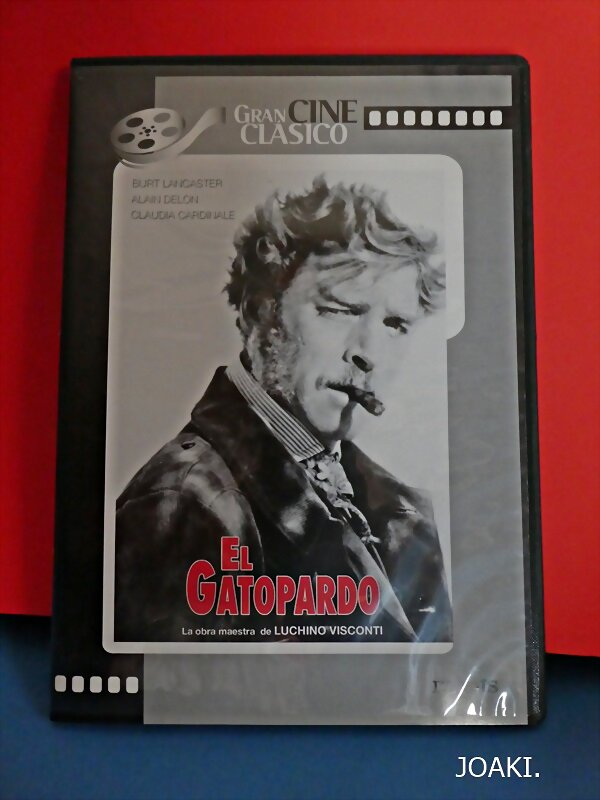 GRAN CINE
CLÁSICO
BURT LANCASTER
ALAIN DELON
CLAUDIA CARDINALE
EL
GATOPARDO
La obra maestra de LUCHINO VISCONTI
JOAKI.